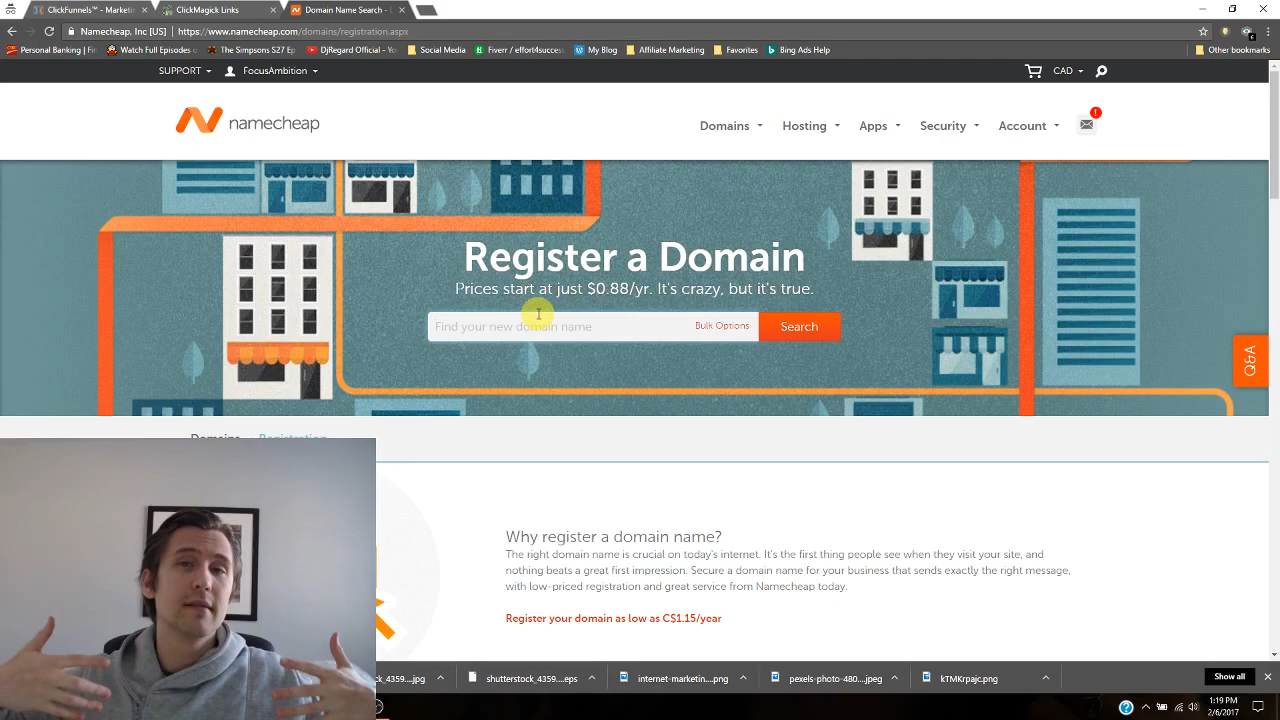 ClickFunnels™ - Marketin
ClickMagick Links
Domain Name Search - 
Namecheap, Inc [US] | https://www.namecheap.com/domains/registration.aspx
Personal Banking | Fin
Watch Full Episodes o
The Simpsons S27 Ep
DjRegard Official - Yo
Social Media
Fiverr / effort4success
My Blog
Affiliate Marketing
Favorites
Bing Ads Help
Other bookmarks
SUPPORT
FocusAmbition
CAD
namecheap
Domains
Hosting
Apps
Security
Account
!
Register a Domain
Prices start at just $0.88/yr. It's crazy, but it's true.
Find your new domain name
Bulk Options
Search
Q&A
Domains
Registration
Why register a domain name?
The right domain name is crucial on today's internet. It's the first thing people see when they visit your site, and
nothing beats a great first impression. Secure a domain name for your business that sends exactly the right message,
with low-priced registration and great service from Namecheap today.
Register your domain as low as C$1.15/year
ck_4359....jpg
shutterstock_4359....eps
internet-marketin....png
pexels-photo-480....jpeg
kTMKrpajc.png
Show all
1:19 PM
2/6/2017